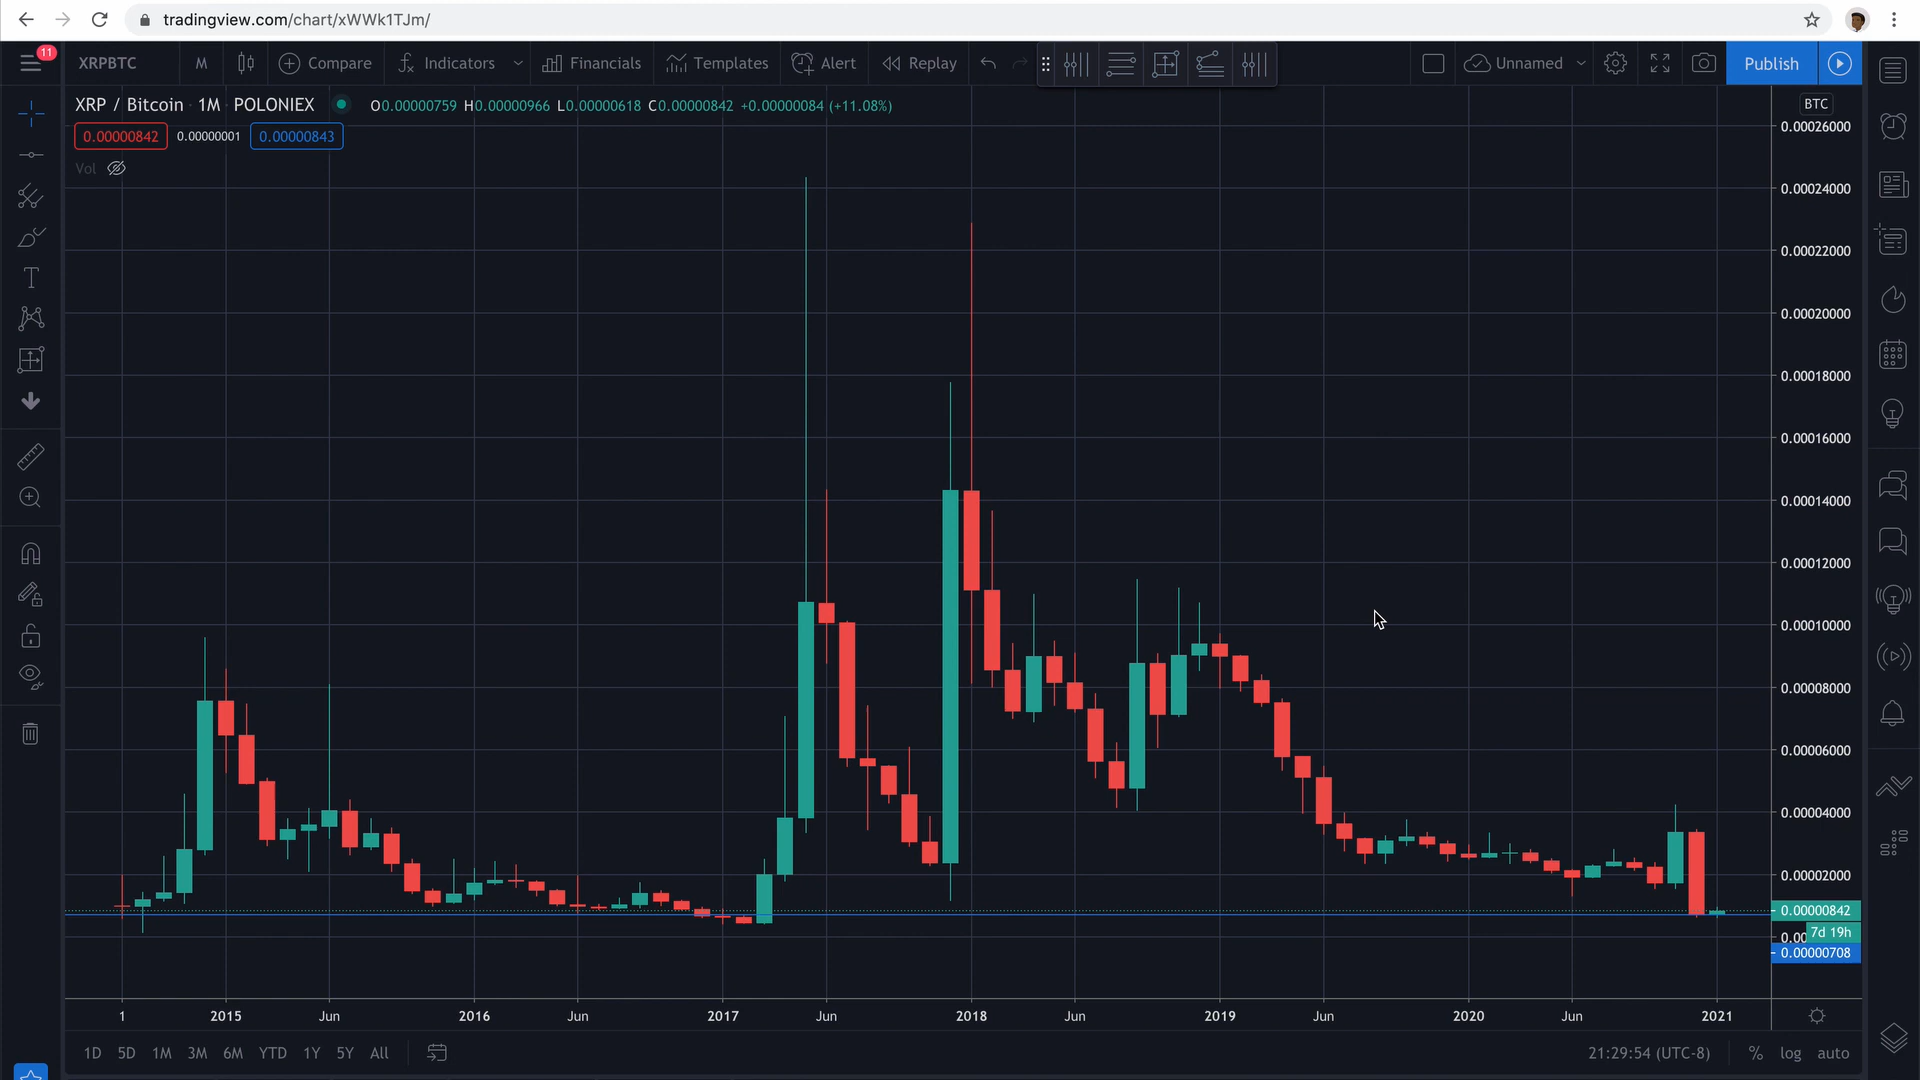 tradingview.com/chart/xWWk1TJm/
11
XRPBTC
M
Compare
Indicators
Financials
Templates
Alert
Replay
Unnamed
Publish
XRP / Bitcoin · 1M · POLONIEX
O0.00000759 H0.00000966 L0.00000618 C0.00000842 +0.00000084 (+11.08%)
BTC
0.00000842 0.00000001 0.00000843
Vol
0.00026000
0.00024000
0.00022000
0.00020000
0.00018000
0.00016000
0.00014000
0.00012000
0.00010000
0.00008000
0.00006000
0.00004000
0.00002000
0.00000842
7d 19h
0.00000708
1 2015 Jun 2016 Jun 2017 Jun 2018 Jun 2019 Jun 2020 Jun 2021
1D 5D 1M 3M 6M YTD 1Y 5Y All
21:29:54 (UTC-8) % log auto